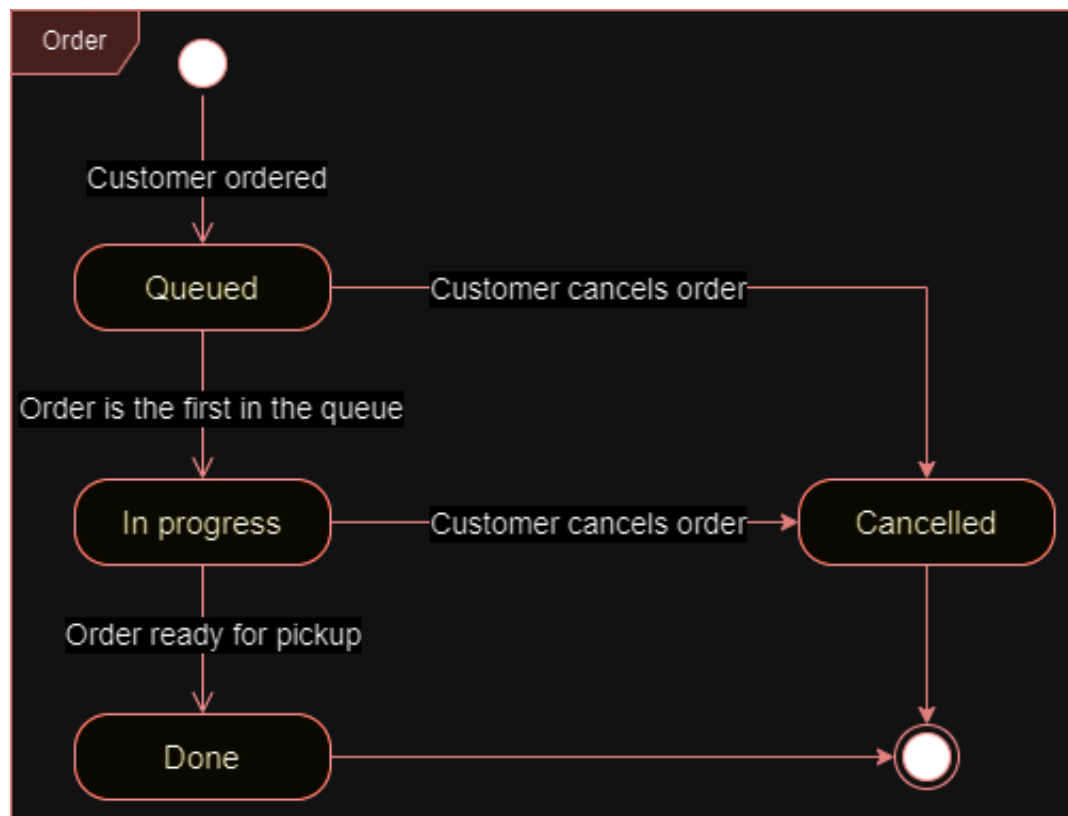 Order
Customer ordered
Queued
Customer cancels order
Order is the first in the queue
In progress
Customer cancels order
Cancelled
Order ready for pickup
Done